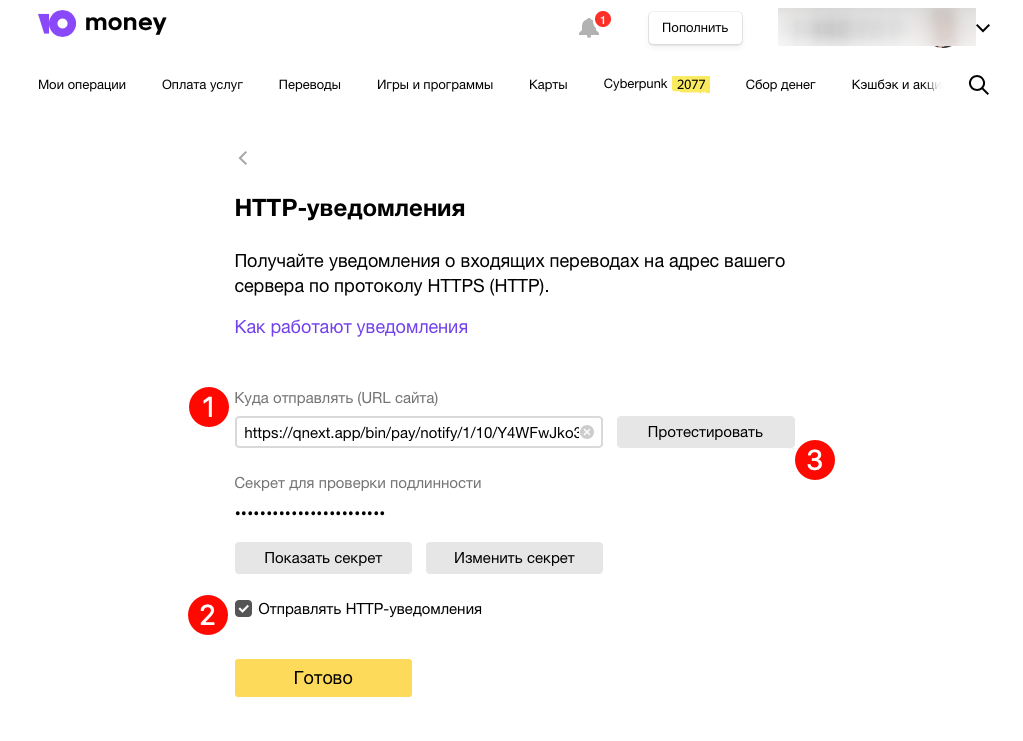 Ю money
1
Пополнить
Мои операции Оплата услуг Переводы Игры и программы Карты Cyberpunk 2077 Сбор денег Кэшбэк и
HTTP-уведомления
Получайте уведомления о входящих переводах на адрес вашего
сервера по протоколу HTTPS (HTTP).
Как работают уведомления
1
Куда отправлять (URL сайта)
https://qnext.app/bin/pay/notify/1/10/Y4WFwJko3
Протестировать
3
Секрет для проверки подлинности
••••••••••••••••••••••••
Показать секрет Изменить секрет
2
Отправлять HTTP-уведомления
Готово